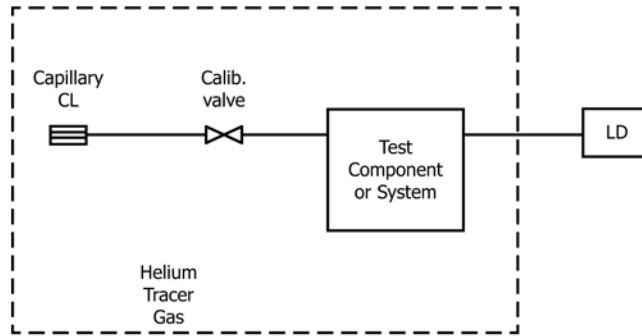 Capillary
CL
Calib.
valve
Test
Component
or System
LD
Helium
Tracer
Gas